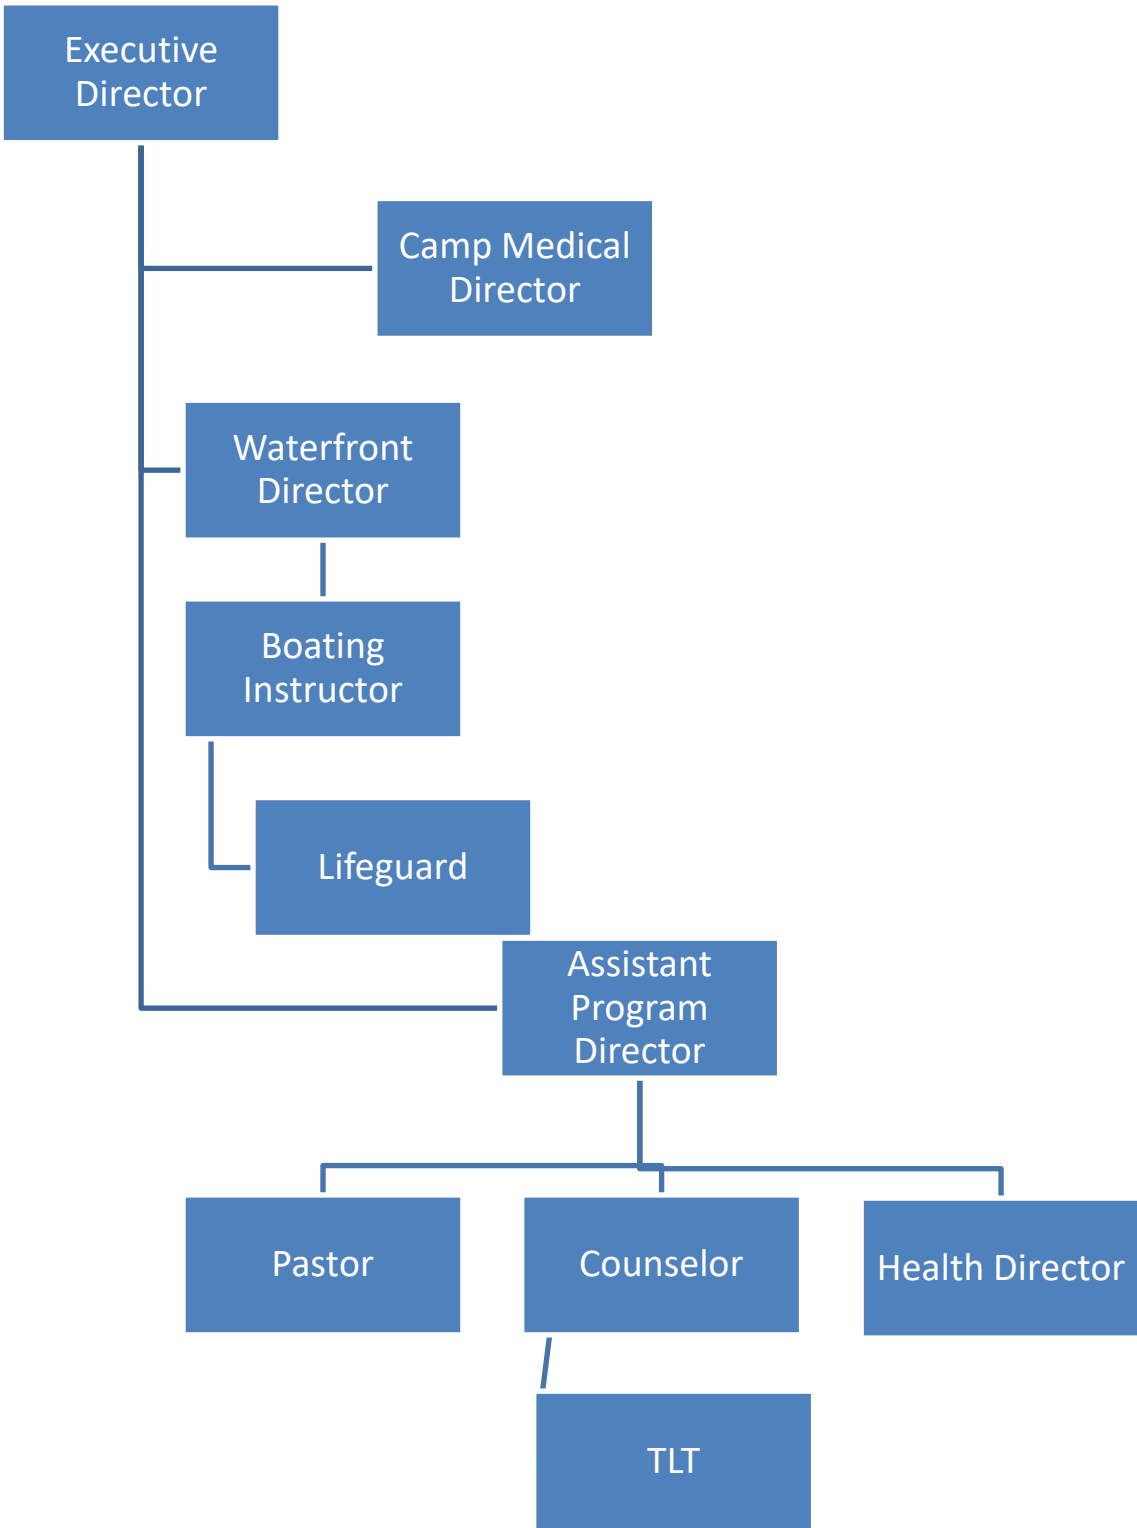 Executive
Director
Camp Medical
Director
Waterfront
Director
Boating
Instructor
Lifeguard
Assistant
Program
Director
Pastor
Counselor
Health Director
TLT